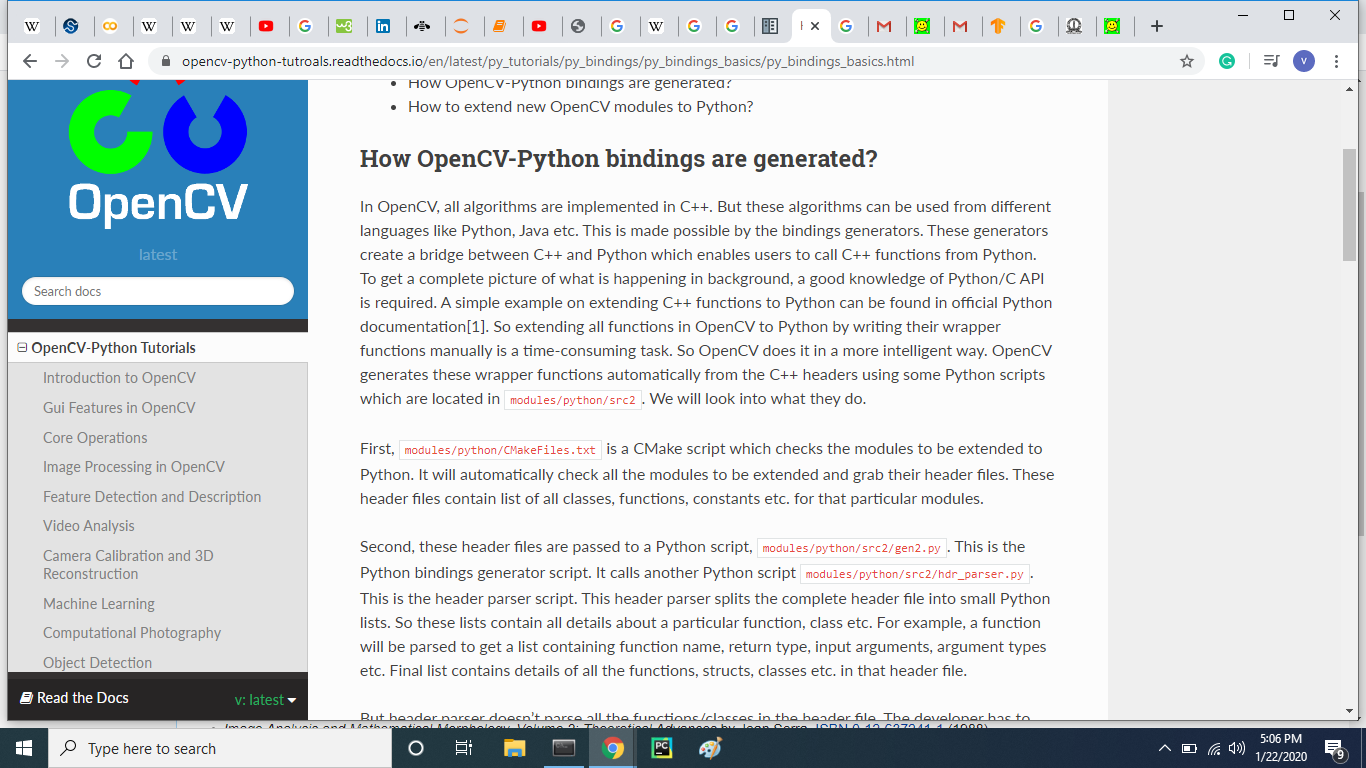 opencv-python-tutroals.readthedocs.io/en/latest/py_tutorials/py_bindings/py_bindings_basics/py_bindings_basics.html
V
OpenCV
latest
Search docs
OpenCV-Python Tutorials
Introduction to OpenCV
Gui Features in OpenCV
Core Operations
Image Processing in OpenCV
Feature Detection and Description
Video Analysis
Camera Calibration and 3D
Reconstruction
Machine Learning
Computational Photography
Object Detection
Read the Docs
v: latest
How OpenCV-Python bindings are generated?
How to extend new OpenCV modules to Python?
How OpenCV-Python bindings are generated?
In OpenCV, all algorithms are implemented in C++. But these algorithms can be used from different
languages like Python, Java etc. This is made possible by the bindings generators. These generators
create a bridge between C++ and Python which enables users to call C++ functions from Python.
To get a complete picture of what is happening in background, a good knowledge of Python/C API
is required. A simple example on extending C++ functions to Python can be found in official Python
documentation[1]. So extending all functions in OpenCV to Python by writing their wrapper
functions manually is a time-consuming task. So OpenCV does it in a more intelligent way. OpenCV
generates these wrapper functions automatically from the C++ headers using some Python scripts
which are located in modules/python/src2 . We will look into what they do.
First, modules/python/CMakeFiles.txt is a CMake script which checks the modules to be extended to
Python. It will automatically check all the modules to be extended and grab their header files. These
header files contain list of all classes, functions, constants etc. for that particular modules.
Second, these header files are passed to a Python script, modules/python/src2/gen2.py . This is the
Python bindings generator script. It calls another Python script modules/python/src2/hdr_parser.py .
This is the header parser script. This header parser splits the complete header file into small Python
lists. So these lists contain all details about a particular function, class etc. For example, a function
will be parsed to get a list containing function name, return type, input arguments, argument types
etc. Final list contains details of all the functions, structs, classes etc. in that header file.
But header parser doesn't parse all the functions/classes in the header file. The developer has to
Type here to search
5:06 PM
1/22/2020
9